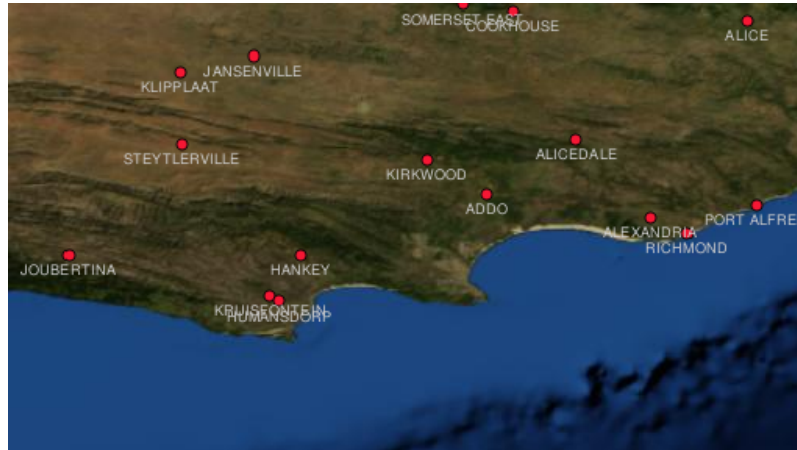 SOMERSET EAST
COOKHOUSE
ALICE
JANSENVILLE
KLIPPLAAT
STEYTLERVILLE
ALICEDALE
KIRKWOOD
ADDO
PORT ALFRE
ALEXANDRIA
RICHMOND
JOUBERTINA
HANKEY
KRUISFONTEIN
HUMANSDORP